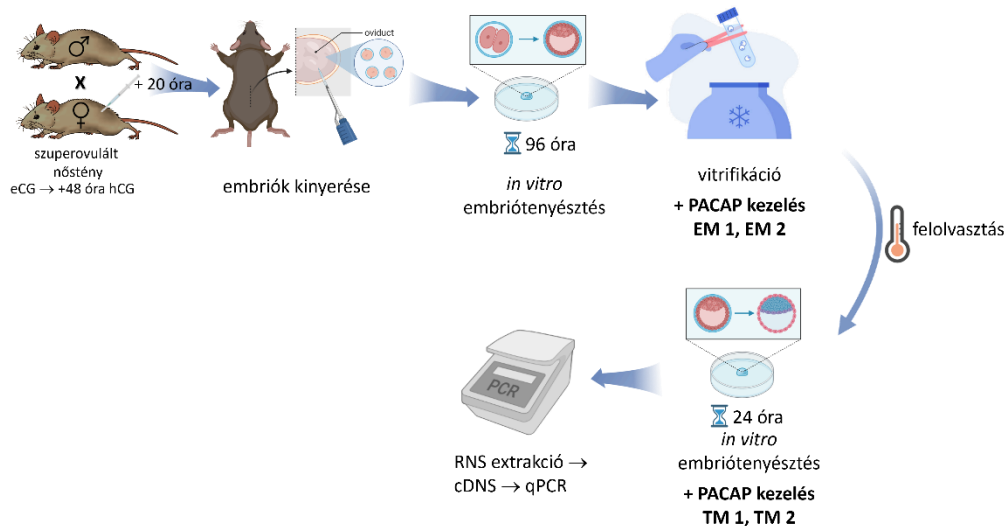 ♂
X
♀
+ 20 óra
szuperovulált
nőstény
eCG → +48 óra hCG
oviduct
embriók kinyerése
96 óra
in vitro
embriótenyésztés
vitrifikáció
+ PACAP kezelés
EM 1, EM 2
felolvasztás
24 óra
in vitro
embriótenyésztés
+ PACAP kezelés
TM 1, TM 2
PCR
RNS extrakció →
cDNS → qPCR